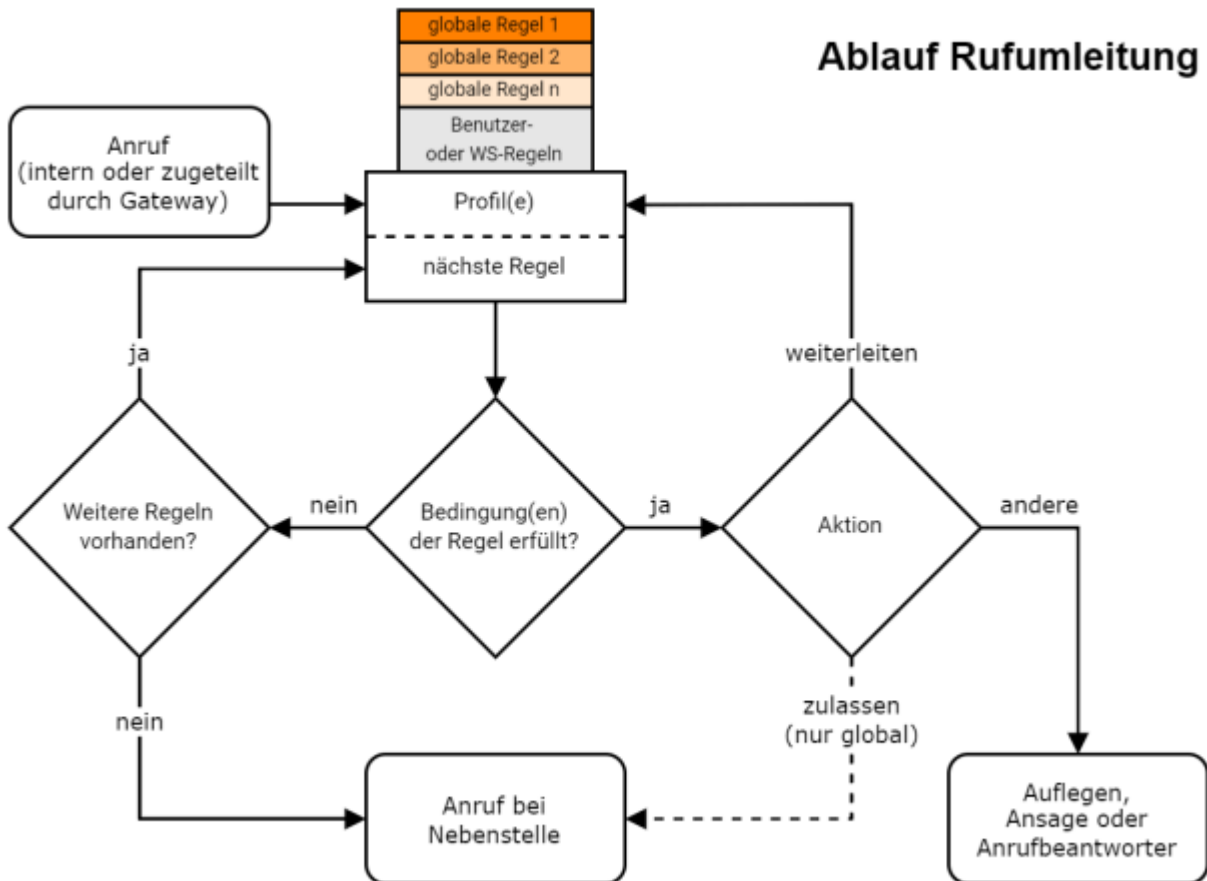 globale Regel 1
Ablauf Rufumleitung
globale Regel 2
globale Regel n
Benutzer-
oder WS-Regeln
Anruf
(intern oder zugeteilt
durch Gateway)
Profil(e)
nächste Regel
ja
weiterleiten
Weitere Regeln
vorhanden?
nein
Bedingung(en)
der Regel erfüllt?
ja
Aktion
andere
nein
zulassen
(nur global)
Anruf bei
Nebenstelle
Auflegen,
Ansage oder
Anrufbeantworter